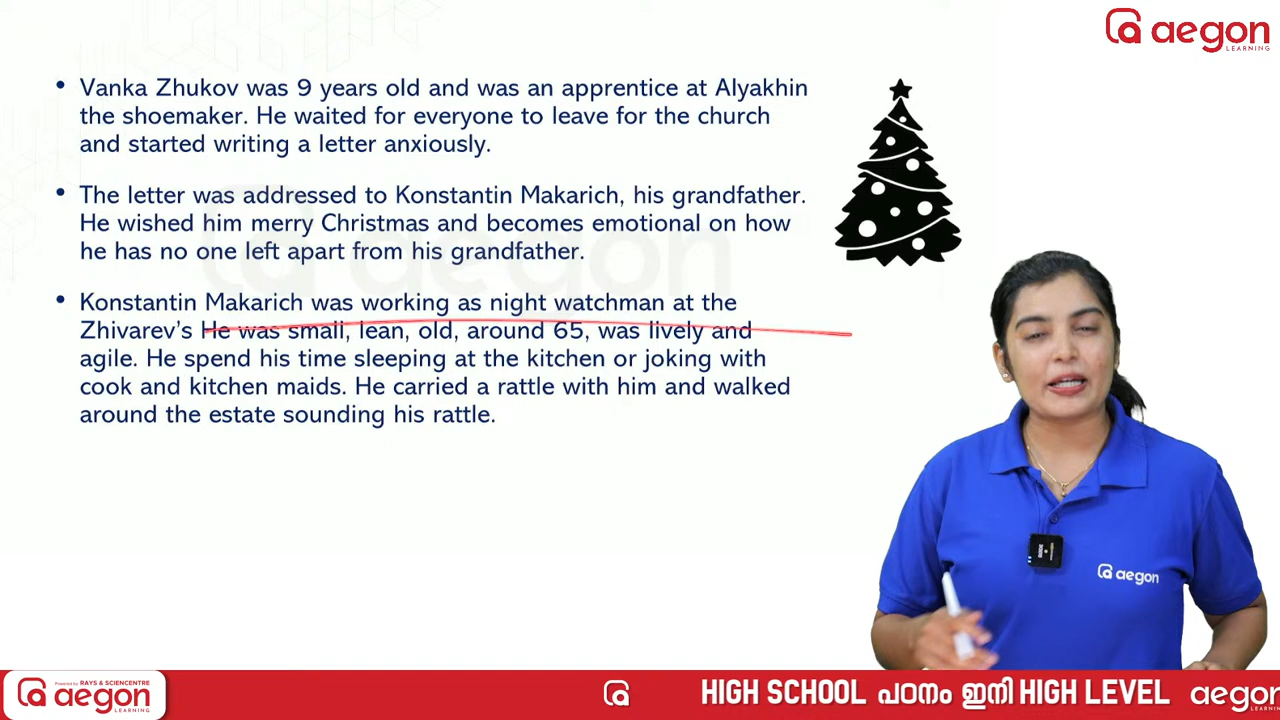 aegon
LEARNING
• Vanka Zhukov was 9 years old and was an apprentice at Alyakhin
the shoemaker. He waited for everyone to leave for the church
and started writing a letter anxiously.
• The letter was addressed to Konstantin Makarich, his grandfather.
He wished him merry Christmas and becomes emotional on how
he has no one left apart from his grandfather.
• Konstantin Makarich was working as night watchman at the
Zhivarev's He was small, lean, old, around 65, was lively and
agile. He spend his time sleeping at the kitchen or joking with
cook and kitchen maids. He carried a rattle with him and walked
around the estate sounding his rattle.
aegon
aegon
Powered by RAYS & SCIENCENTRE
aegon
LEARNING
HIGH SCHOOL പഠനം ഇനി HIGH LEVEL
aegon